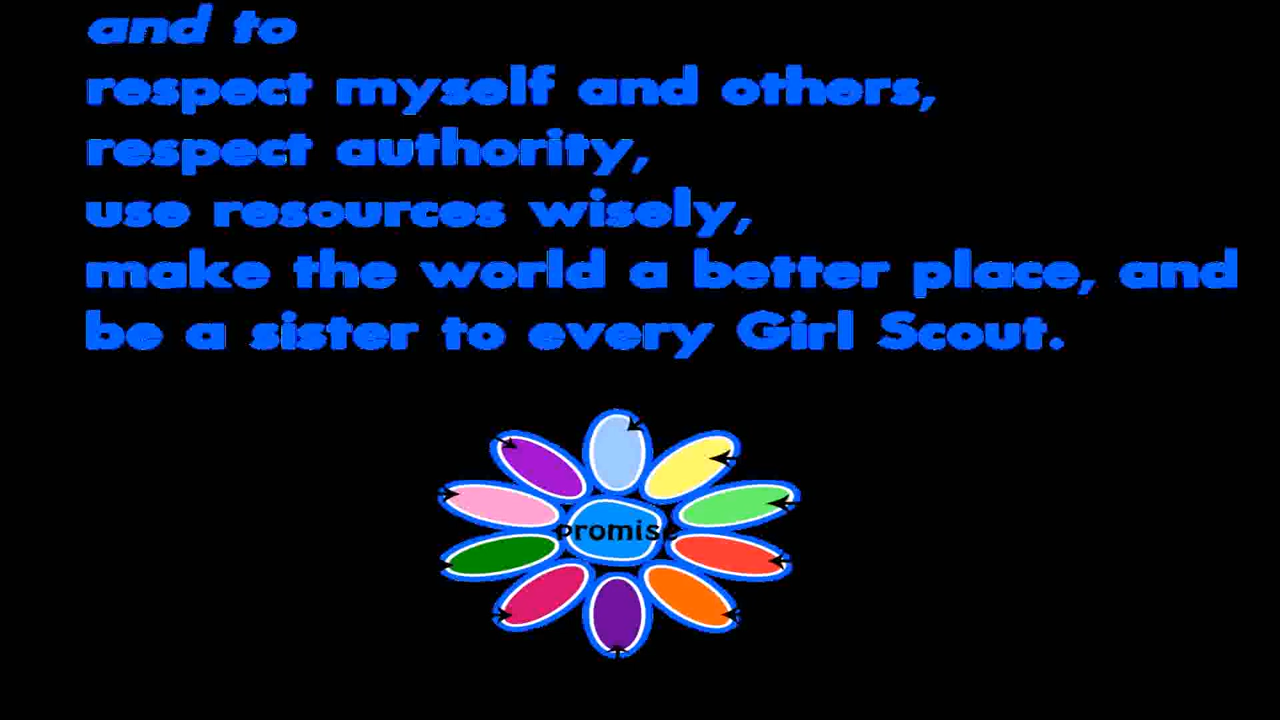 and to
respect myself and others,
respect authority,
use resources wisely,
make the world a better place, and
be a sister to every Girl Scout.
promise